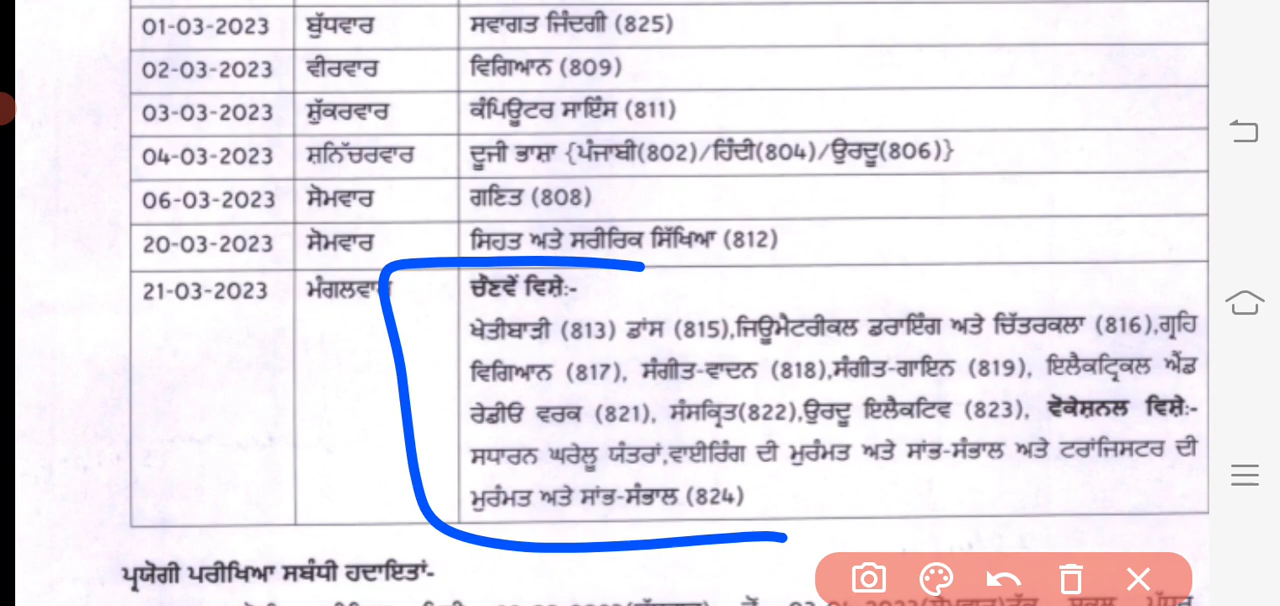 01-03-2023 ਬੁੱਧਵਾਰ ਸਵਾਗਤ ਜਿੰਦਗੀ (825)
02-03-2023 ਵੀਰਵਾਰ ਵਿਗਿਆਨ (809)
03-03-2023 ਸ਼ੁੱਕਰਵਾਰ ਕੰਪਿਊਟਰ ਸਾਇੰਸ (811)
04-03-2023 ਸ਼ਨਿੱਚਰਵਾਰ ਦੂਜੀ ਭਾਸ਼ਾ {ਪੰਜਾਬੀ(802)/ਹਿੰਦੀ(804)/ਉਰਦੂ(806)}
06-03-2023 ਸੋਮਵਾਰ ਗਣਿਤ (808)
20-03-2023 ਸੋਮਵਾਰ ਸਿਹਤ ਅਤੇ ਸਰੀਰਿਕ ਸਿੱਖਿਆ (812)
21-03-2023 ਮੰਗਲਵਾਰ ਚੌਣਵੇਂ ਵਿਸ਼ੇ:-
ਖੇਤੀਬਾੜੀ (813) ਡਾਂਸ (815),ਜਿਊਮੈਟਰੀਕਲ ਡਰਾਇੰਗ ਅਤੇ ਚਿੱਤਰਕਲਾ (816),ਗ੍ਰਹਿ
ਵਿਗਿਆਨ (817), ਸੰਗੀਤ-ਵਾਦਨ (818),ਸੰਗੀਤ-ਗਾਇਨ (819), ਇਲੈਕਟ੍ਰਿਕਲ ਐਂਡ
ਰੇਡੀਓ ਵਰਕ (821), ਸੰਸਕ੍ਰਿਤ(822),ਉਰਦੂ ਇਲੈਕਟਿਵ (823), ਵੋਕੇਸ਼ਨਲ ਵਿਸ਼ੇ:-
ਸਧਾਰਨ ਘਰੇਲੂ ਯੰਤਰਾਂ,ਵਾਈਰਿੰਗ ਦੀ ਮੁਰੰਮਤ ਅਤੇ ਸਾਂਭ-ਸੰਭਾਲ ਅਤੇ ਟਰਾਂਜਿਸਟਰ ਦੀ
ਮੁਰੰਮਤ ਅਤੇ ਸਾਂਭ-ਸੰਭਾਲ (824)
ਪ੍ਰਯੋਗੀ ਪਰੀਖਿਆ ਸਬੰਧੀ ਹਦਾਇਤਾਂ-